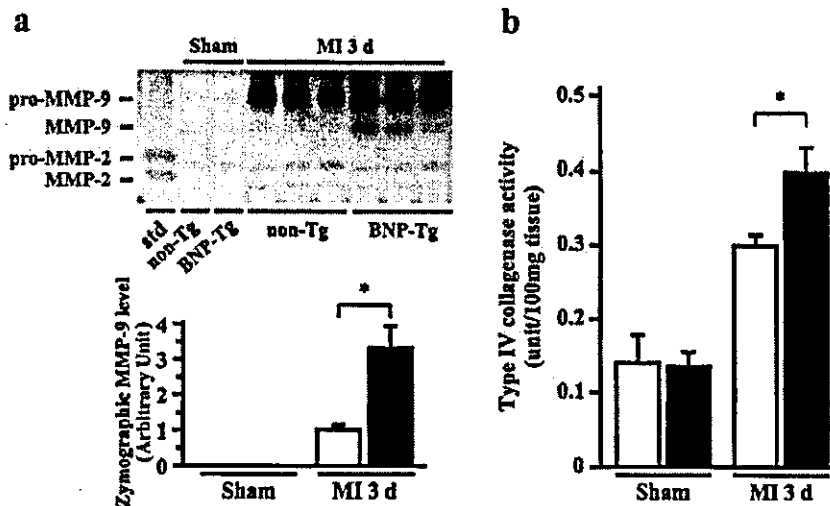 a
Sham MI 3 d
pro-MMP-9
MMP-9
pro-MMP-2
MMP-2
std
non-Tg
BNP-Tg
non-Tg BNP-Tg
Zymographic MMP-9 level
(Arbitrary Unit)
4
3
2
1
0
*
Sham MI 3 d
b
Type IV collagenase activity
(unit/100mg tissue)
0.5
0.4
0.3
0.2
0.1
0
*
Sham MI 3 d